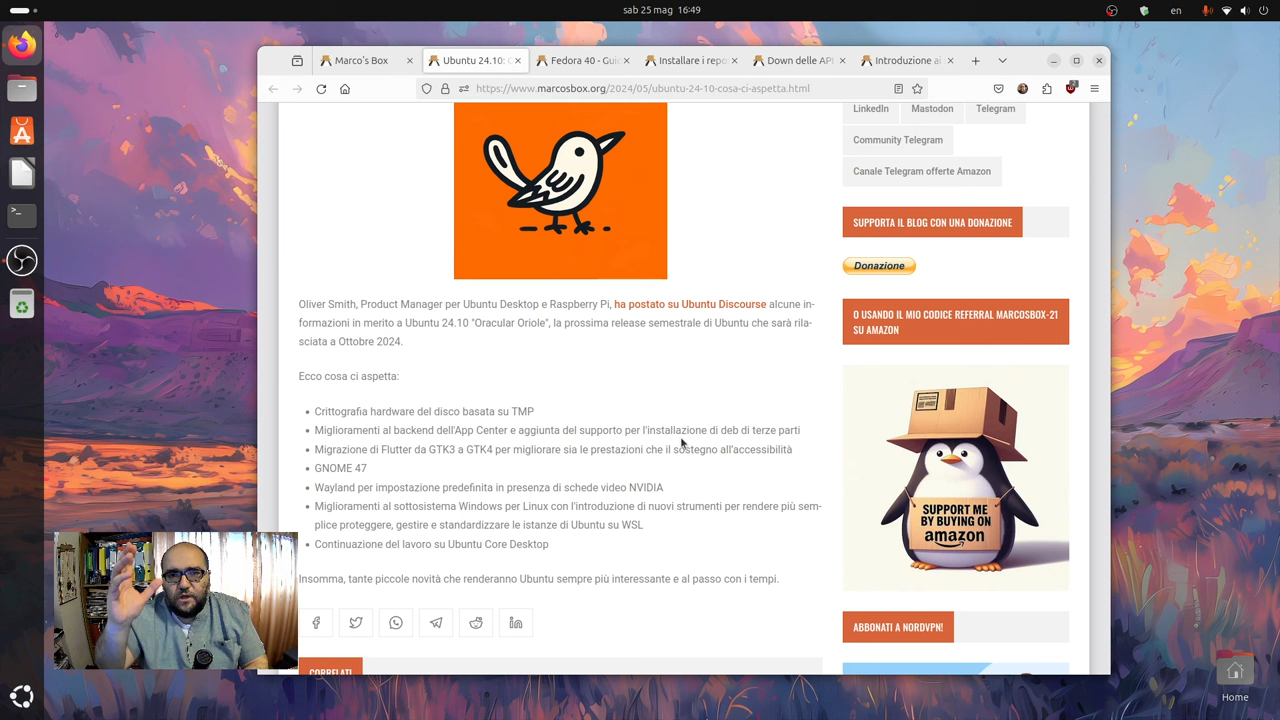 sab 25 mag 16:49
en
Marco's Box
Ubuntu 24.10:
Fedora 40 - Gui
Installare i repo
Down delle API
Introduzione al
https://www.marcosbox.org/2024/05/ubuntu-24-10-cosa-ci-aspetta.html
2
LinkedIn
Mastodon
Telegram
Community Telegram
Canale Telegram offerte Amazon
SUPPORTA IL BLOG CON UNA DONAZIONE
Donazione
O USANDO IL MIO CODICE REFERRAL MARCOSBOX-21
SU AMAZON
SUPPORT ME
BY BUYING ON
amazon
ABBONATI A NORDVPN!
Oliver Smith, Product Manager per Ubuntu Desktop e Raspberry Pi, ha postato su Ubuntu Discourse alcune in-
formazioni in merito a Ubuntu 24.10 "Oracular Oriole", la prossima release semestrale di Ubuntu che sarà rila-
sciata a Ottobre 2024.
Ecco cosa ci aspetta:
• Crittografia hardware del disco basata su TMP
• Miglioramenti al backend dell'App Center e aggiunta del supporto per l'installazione di deb di terze parti
• Migrazione di Flutter da GTK3 a GTK4 per migliorare sia le prestazioni che il sostegno all'accessibilità
• GNOME 47
• Wayland per impostazione predefinita in presenza di schede video NVIDIA
• Miglioramenti al sottosistema Windows per Linux con l'introduzione di nuovi strumenti per rendere più sem-
plice proteggere, gestire e standardizzare le istanze di Ubuntu su WSL
• Continuazione del lavoro su Ubuntu Core Desktop
Insomma, tante piccole novità che renderanno Ubuntu sempre più interessante e al passo con i tempi.
CORRELATI
Home